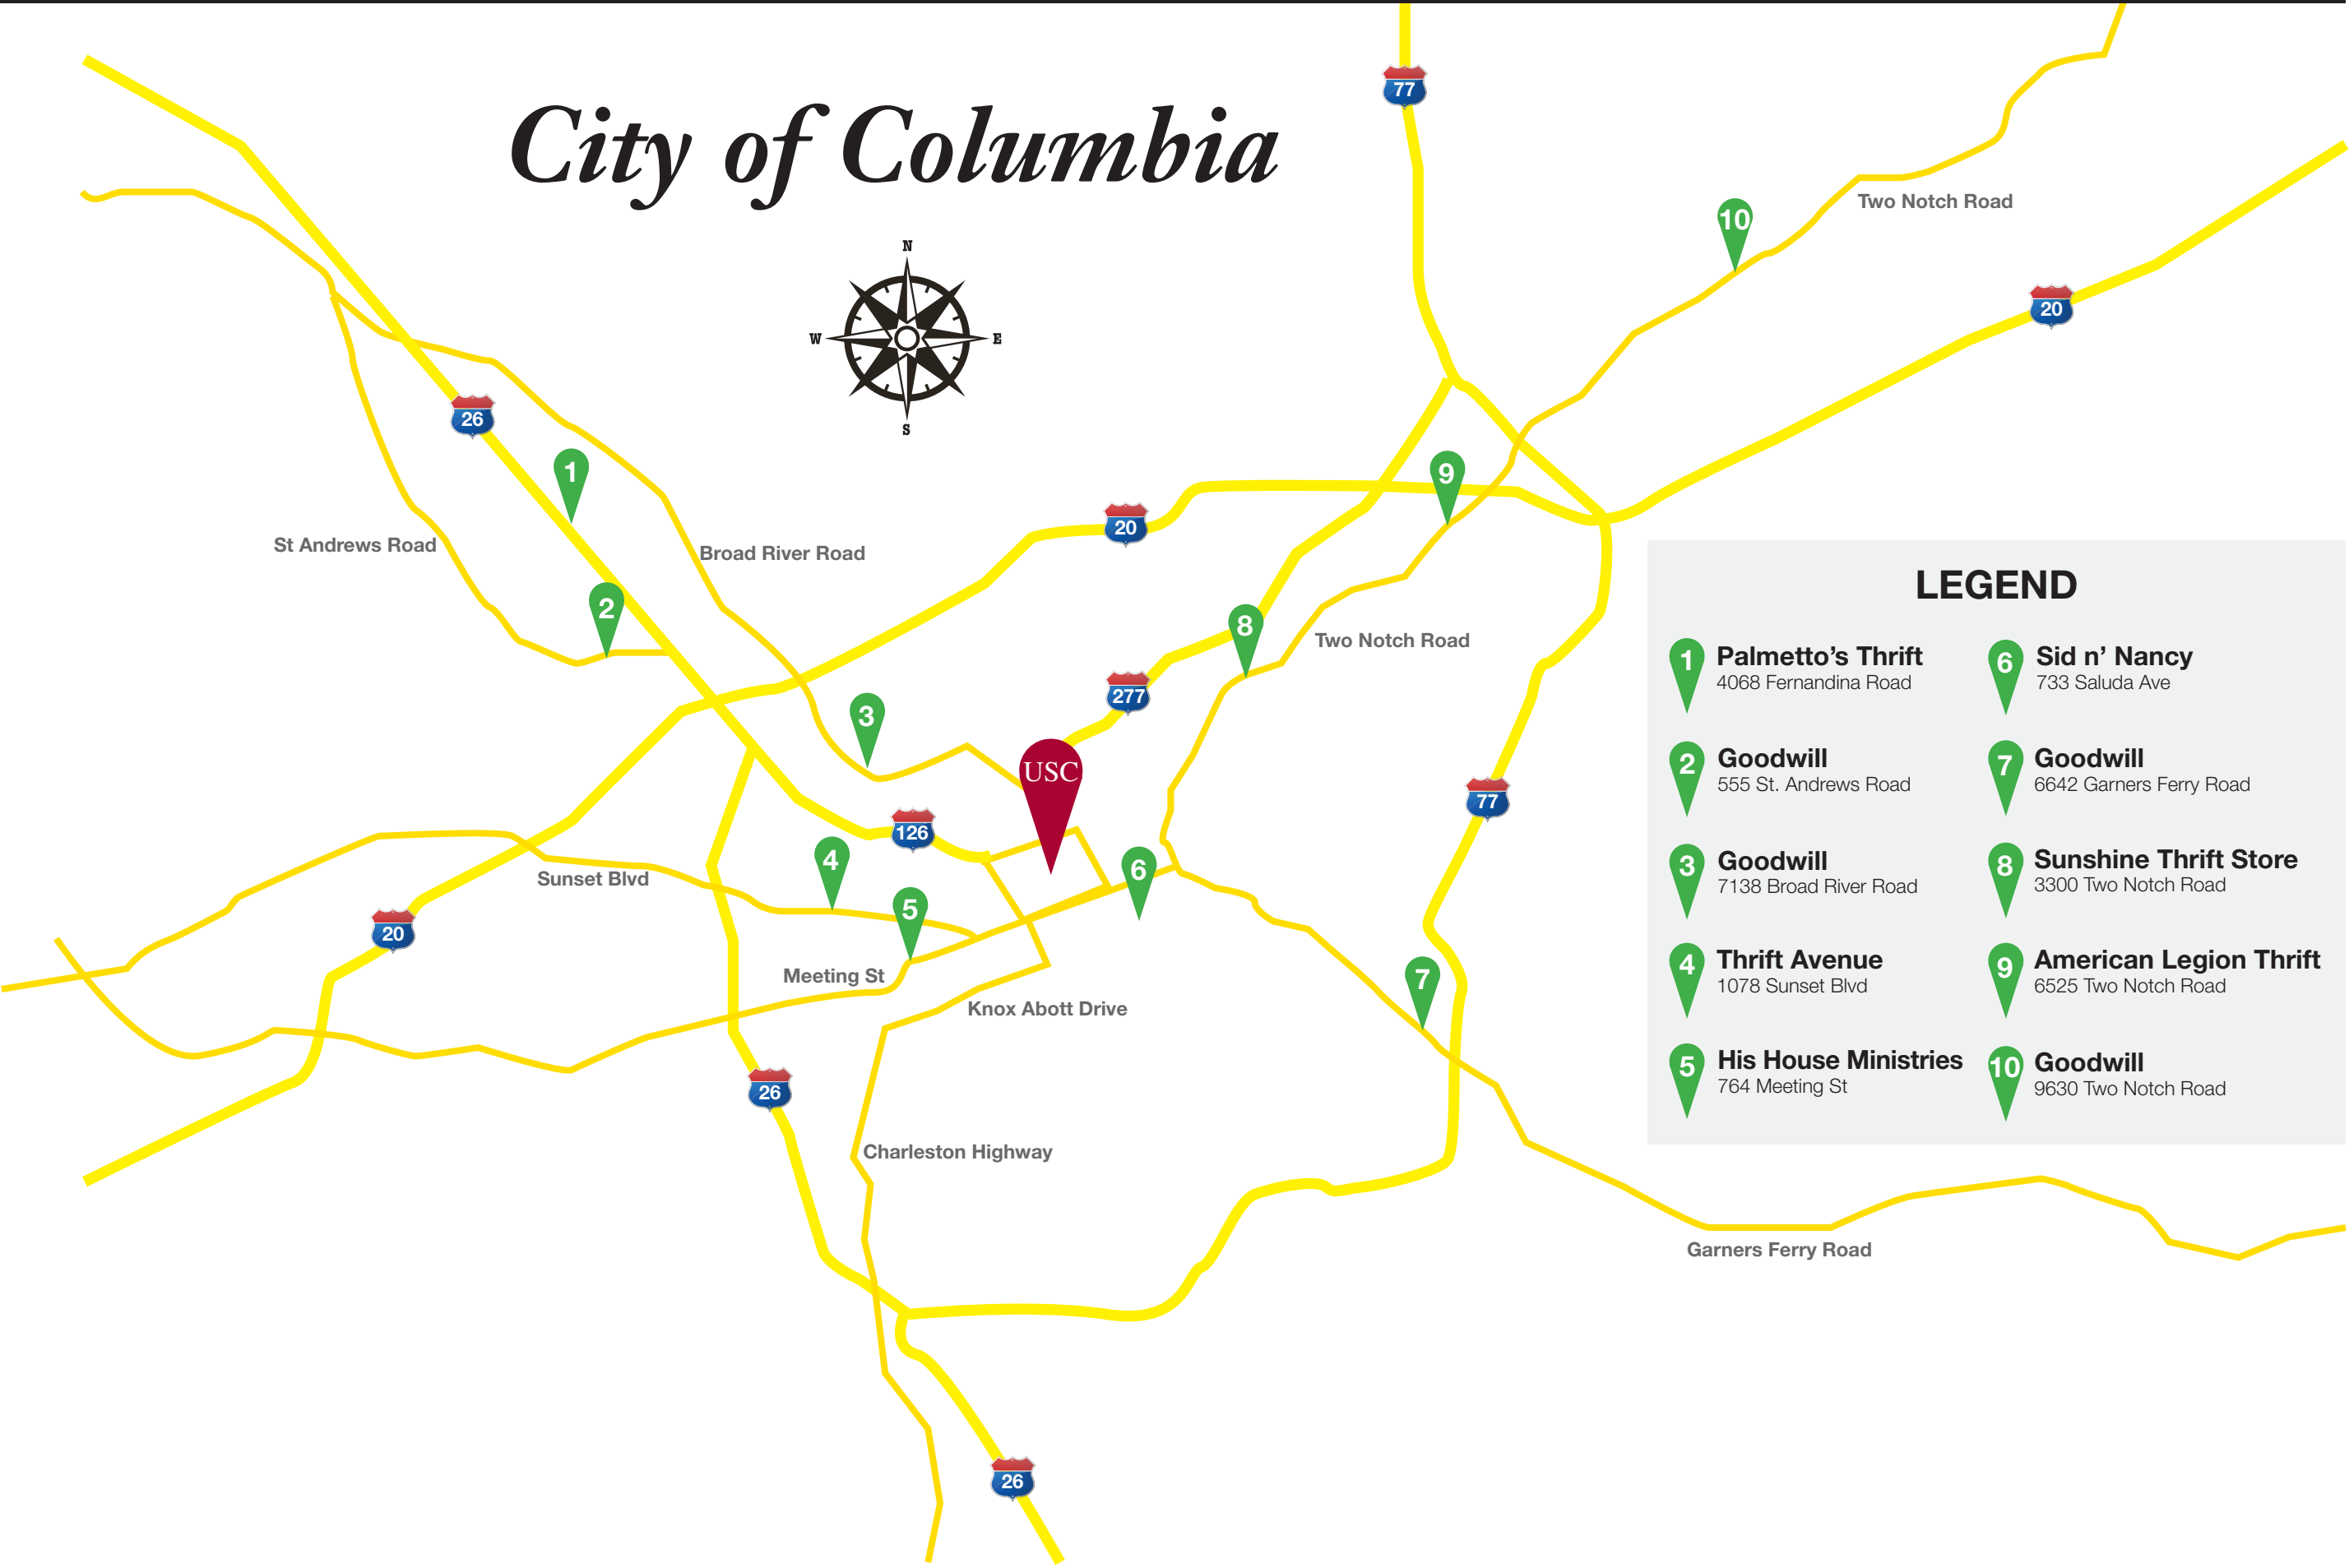 City of Columbia
77
Two Notch Road
10
N
W
E
S
20
26
1
9
St Andrews Road
Broad River Road
20
2
8
Two Notch Road
277
3
USC
77
126
4
6
Sunset Blvd
5
20
Meeting St
7
Knox Abott Drive
26
Charleston Highway
Garners Ferry Road
26
LEGEND
1 Palmetto’s Thrift
4068 Fernandina Road
2 Goodwill
555 St. Andrews Road
3 Goodwill
7138 Broad River Road
4 Thrift Avenue
1078 Sunset Blvd
5 His House Ministries
764 Meeting St
6 Sid n’ Nancy
733 Saluda Ave
7 Goodwill
6642 Garners Ferry Road
8 Sunshine Thrift Store
3300 Two Notch Road
9 American Legion Thrift
6525 Two Notch Road
10 Goodwill
9630 Two Notch Road